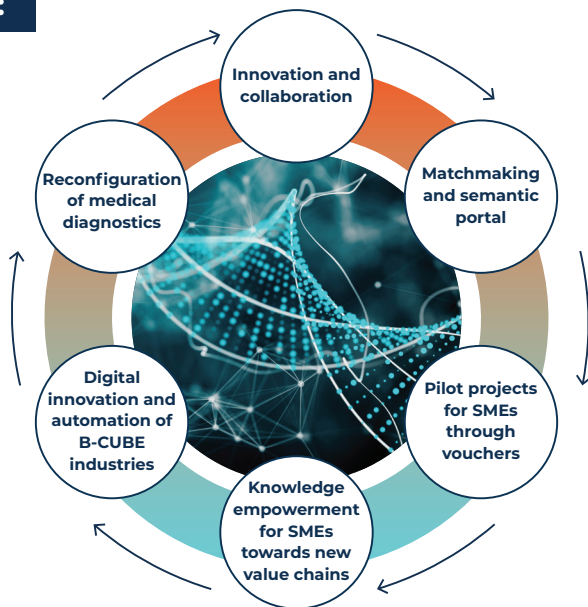 :
Innovation and
collaboration
Matchmaking
and semantic
portal
Pilot projects
for SMEs
through
vouchers
Knowledge
empowerment
for SMEs
towards new
value chains
Digital
innovation and
automation of
B-CUBE
industries
Reconfiguration
of medical
diagnostics